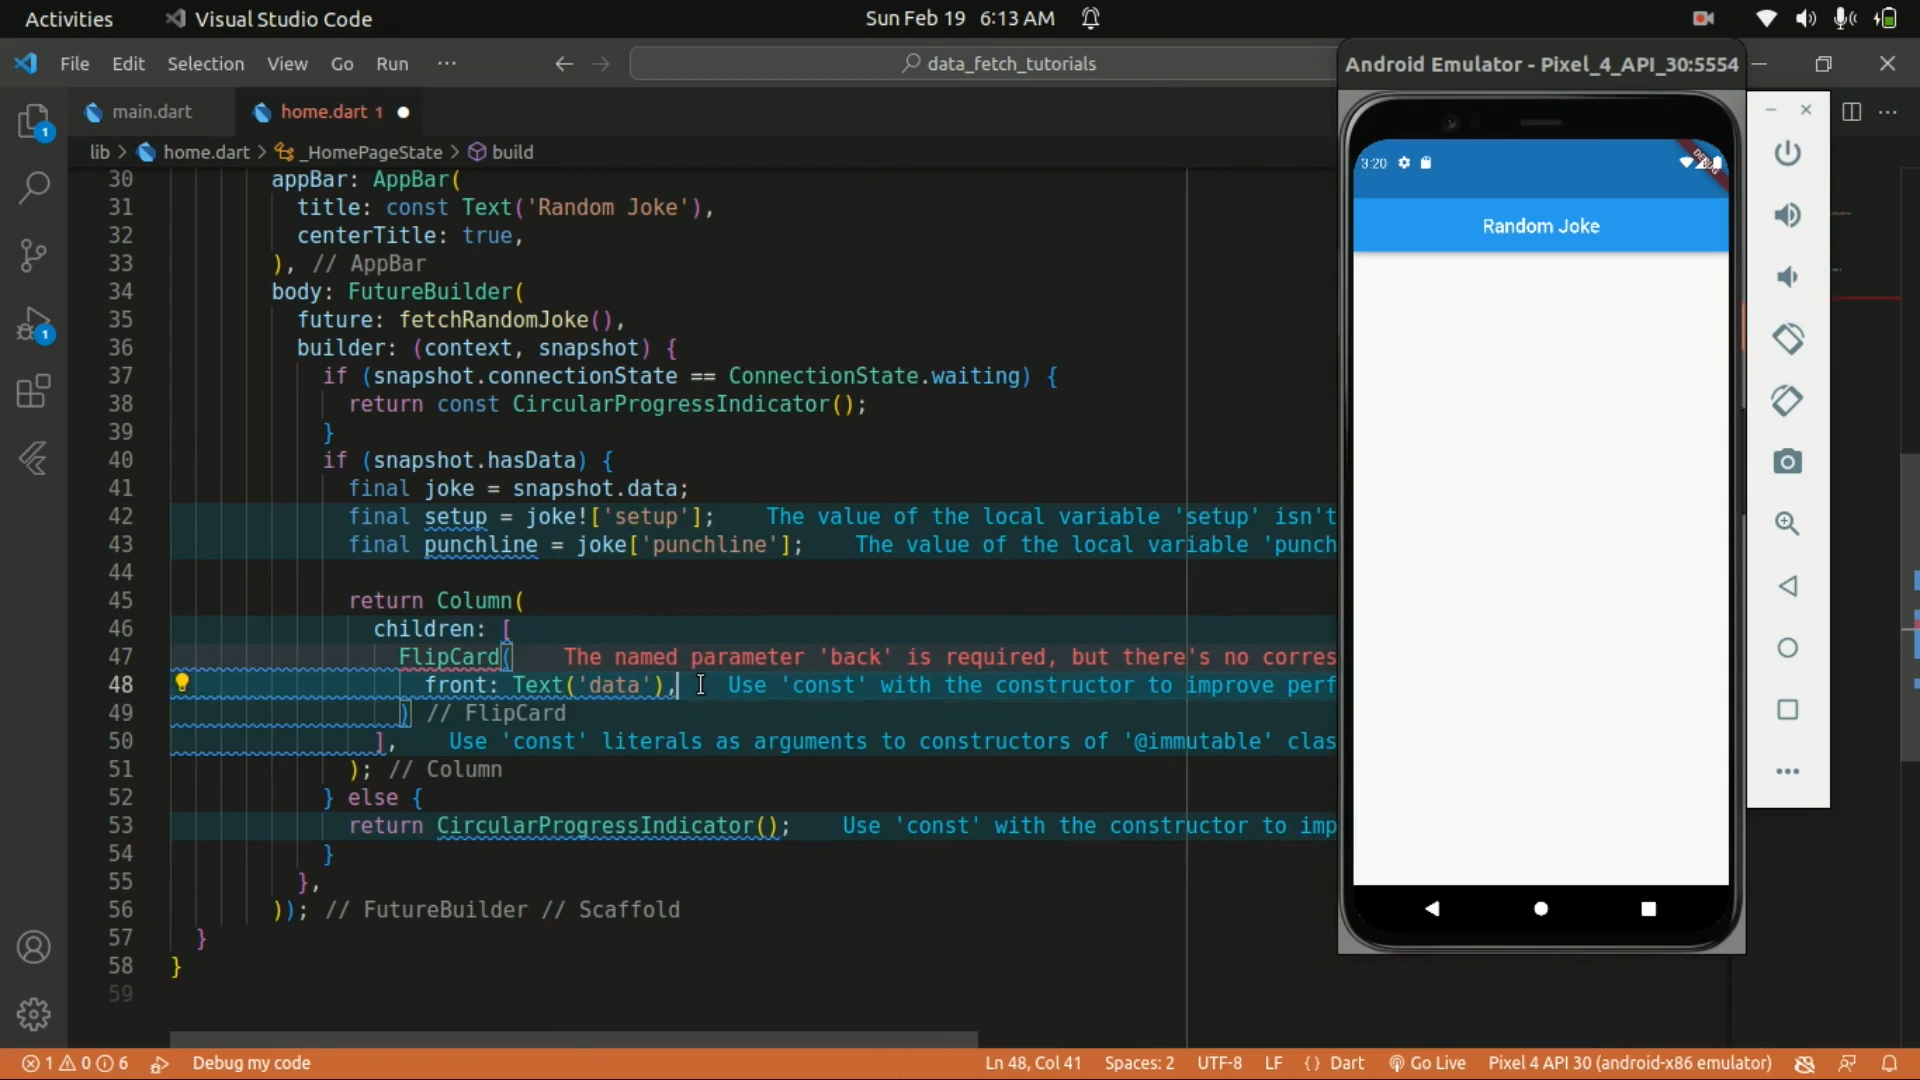 Activities
Visual Studio Code
Sun Feb 19 6:13 AM
File Edit Selection View Go Run ···
data_fetch_tutorials
Android Emulator - Pixel_4_API_30:5554
main.dart
home.dart 1
lib > home.dart > _HomePageState > build
30 appBar: AppBar(
31 title: const Text('Random Joke'),
32 centerTitle: true,
33 ), // AppBar
34 body: FutureBuilder(
35 future: fetchRandomJoke(),
36 builder: (context, snapshot) {
37 if (snapshot.connectionState == ConnectionState.waiting) {
38 return const CircularProgressIndicator();
39 }
40 if (snapshot.hasData) {
41 final joke = snapshot.data;
42 final setup = joke!['setup']; The value of the local variable 'setup' isn't
43 final punchline = joke['punchline']; The value of the local variable 'punch
44
45 return Column(
46 children: [
47 FlipCard( The named parameter 'back' is required, but there's no corres
48 front: Text('data'), Use 'const' with the constructor to improve perf
49 ) // FlipCard
50 ], Use 'const' literals as arguments to constructors of '@immutable' clas
51 ); // Column
52 } else {
53 return CircularProgressIndicator(); Use 'const' with the constructor to imp
54 }
55 },
56 )); // FutureBuilder // Scaffold
57 }
58 }
59
1
1
3:20
DEBUG
Random Joke
1 0 6
Debug my code
Ln 48, Col 41
Spaces: 2
UTF-8
LF
{ } Dart
Go Live
Pixel 4 API 30 (android-x86 emulator)